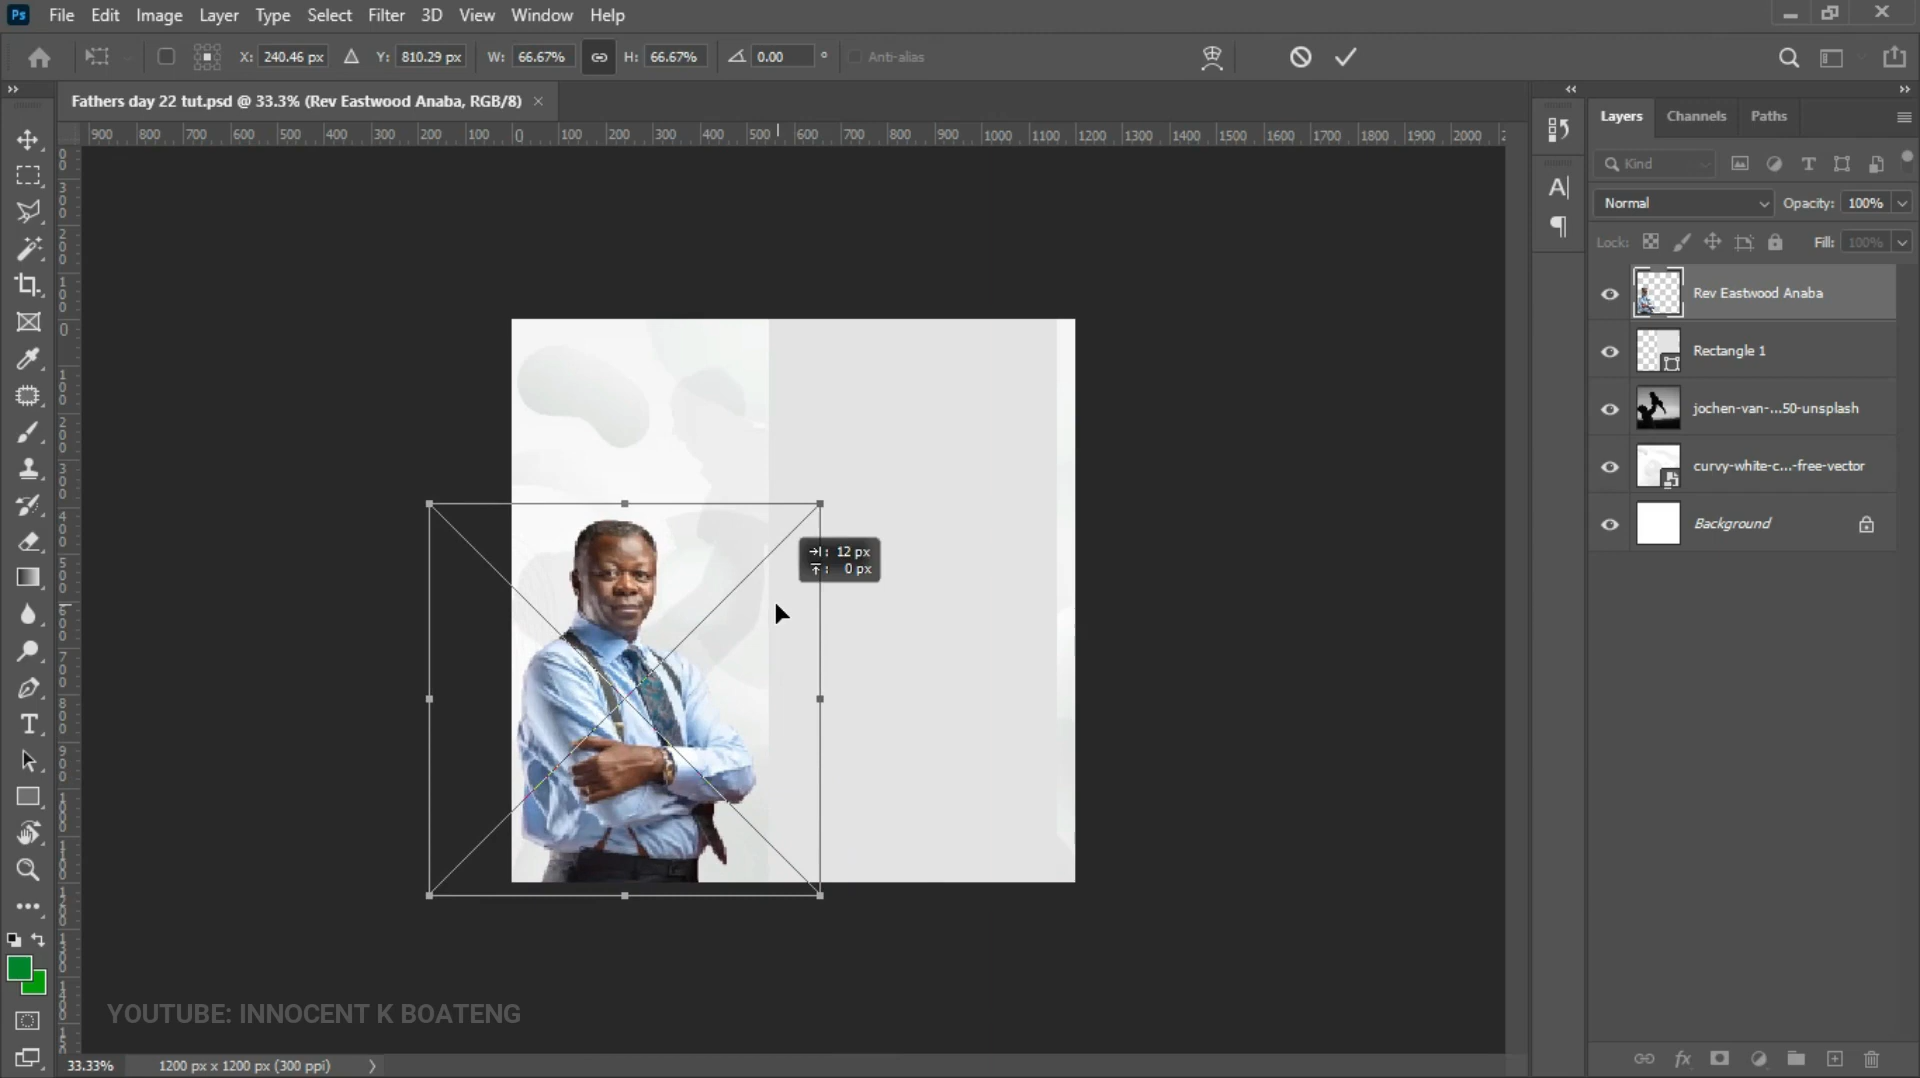 Ps File Edit Image Layer Type Select Filter 3D View Window Help
X: 240.46 px Y: 810.29 px W: 66.67% H: 66.67% 0.00 ° Anti-alias
Fathers day 22 tut.psd @ 33.3% (Rev Eastwood Anaba, RGB/8) ×
900 800 700 600 500 400 300 200 100 0 100 200 300 400 500 600 700 800 900 1000 1100 1200 1300 1400 1500 1600 1700 1800 1900 2000
Layers Channels Paths
Kind
Normal Opacity: 100%
Lock: Fill: 100%
Rev Eastwood Anaba
Rectangle 1
jochen-van-...50-unsplash
curvy-white-c...-free-vector
Background
12 px
0 px
YOUTUBE: INNOCENT K BOATENG
33.33% 1200 px x 1200 px (300 ppi)